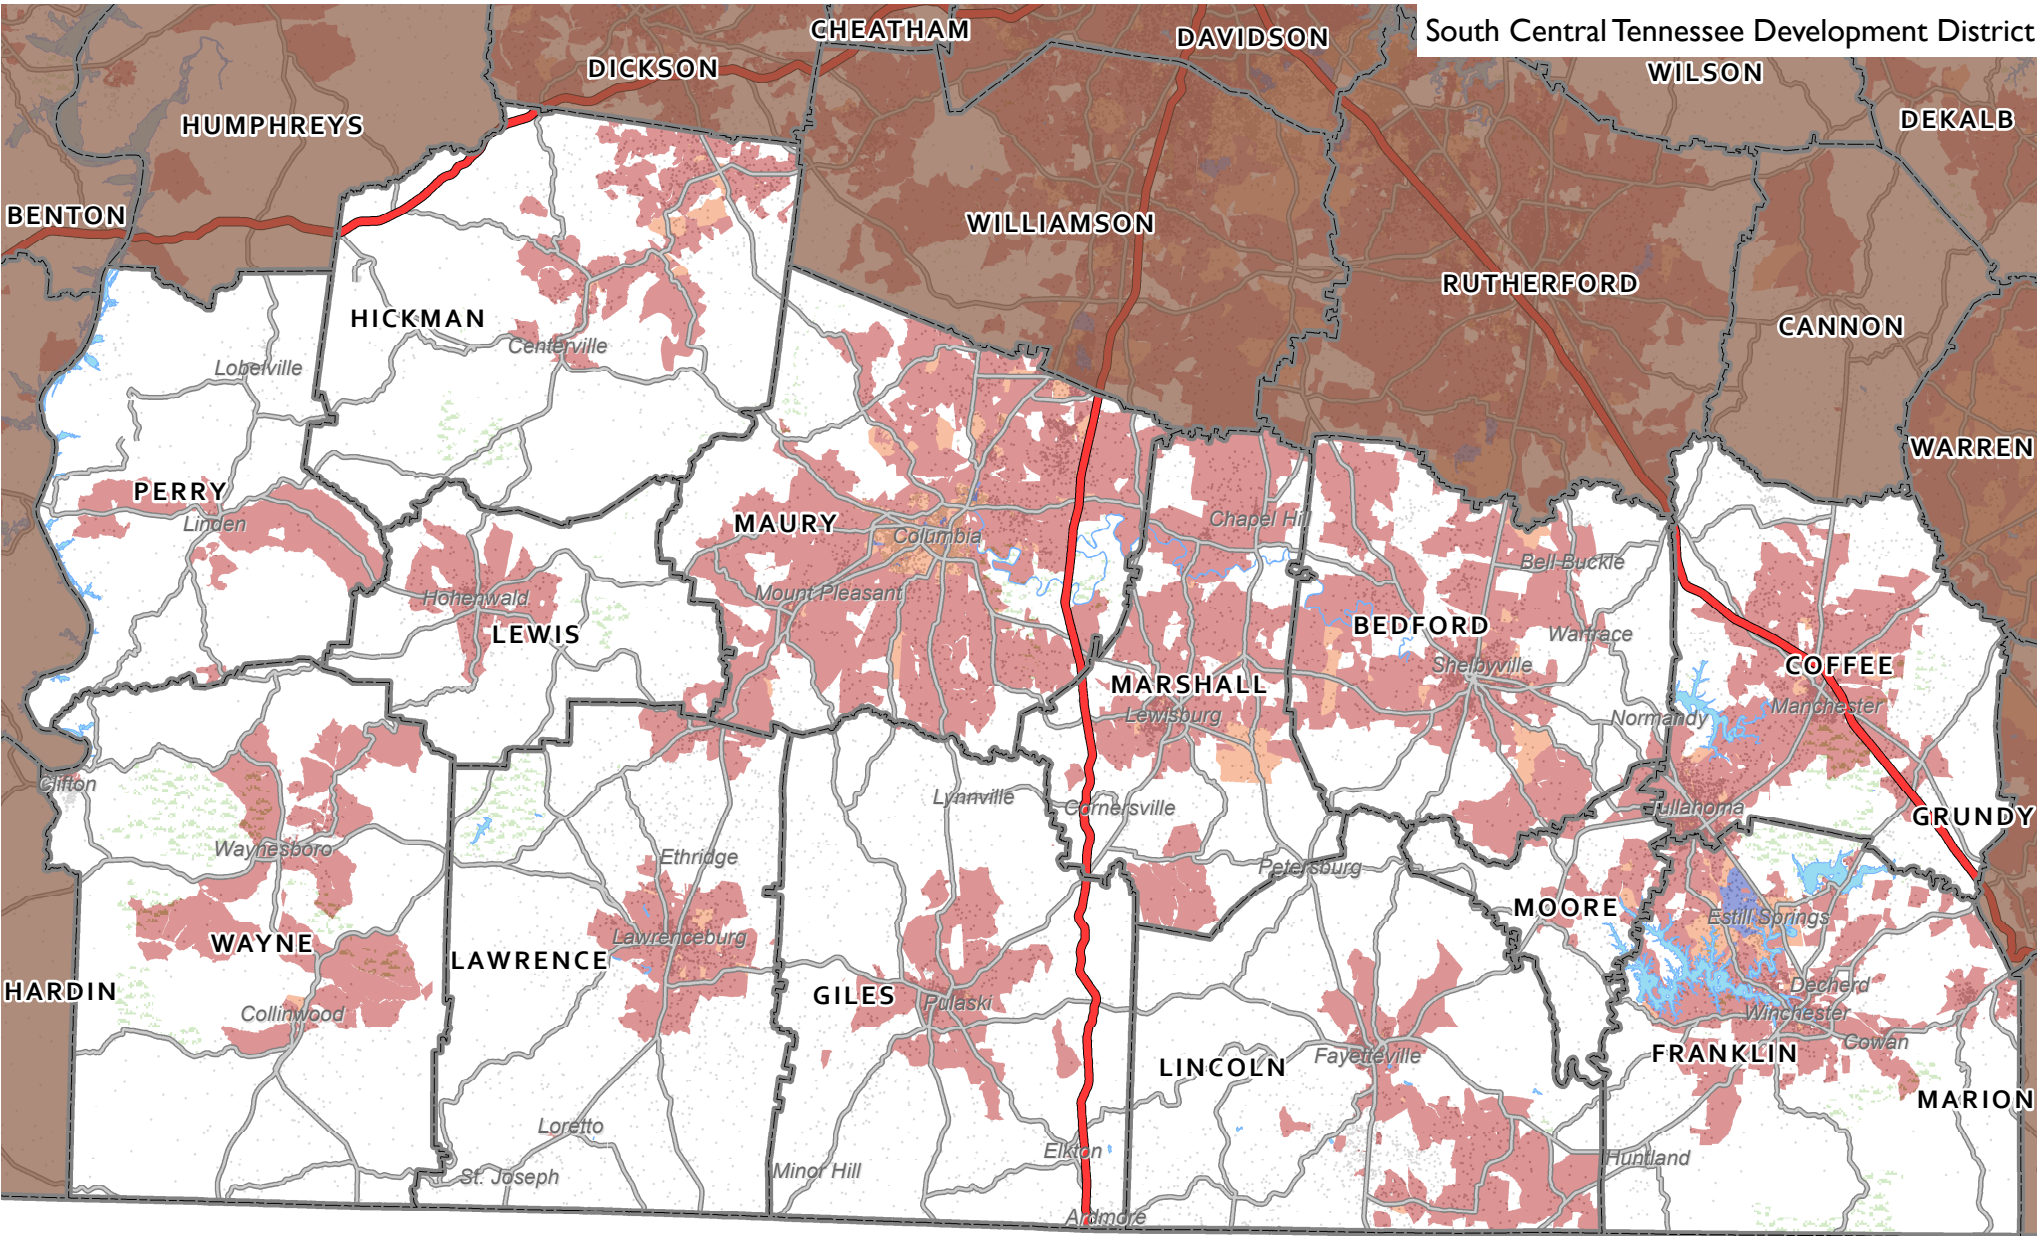 South Central Tennessee Development District
CHEATHAM
DAVIDSON
DICKSON
WILSON
HUMPHREYS
DEKALB
BENTON
WILLIAMSON
RUTHERFORD
HICKMAN
CANNON
Centerville
Lobelville
WARREN
PERRY
Linden
MAURY
Columbia
Chapel Hill
Bell Buckle
Hohenwald
Mount Pleasant
LEWIS
BEDFORD
Wartrace
Shelbyville
COFFEE
MARSHALL
Lewisburg
Manchester
Normandy
Clifton
Lynnville
Cornersville
Tullahoma
GRUNDY
Waynesboro
Ethridge
Petersburg
MOORE
Estill Springs
WAYNE
Lawrenceburg
LAWRENCE
HARDIN
GILES
Pulaski
Decherd
Collinwood
Winchester
Cowan
Fayetteville
FRANKLIN
LINCOLN
MARION
Loretto
Elkton
Huntland
Minor Hill
St. Joseph
Ardmore